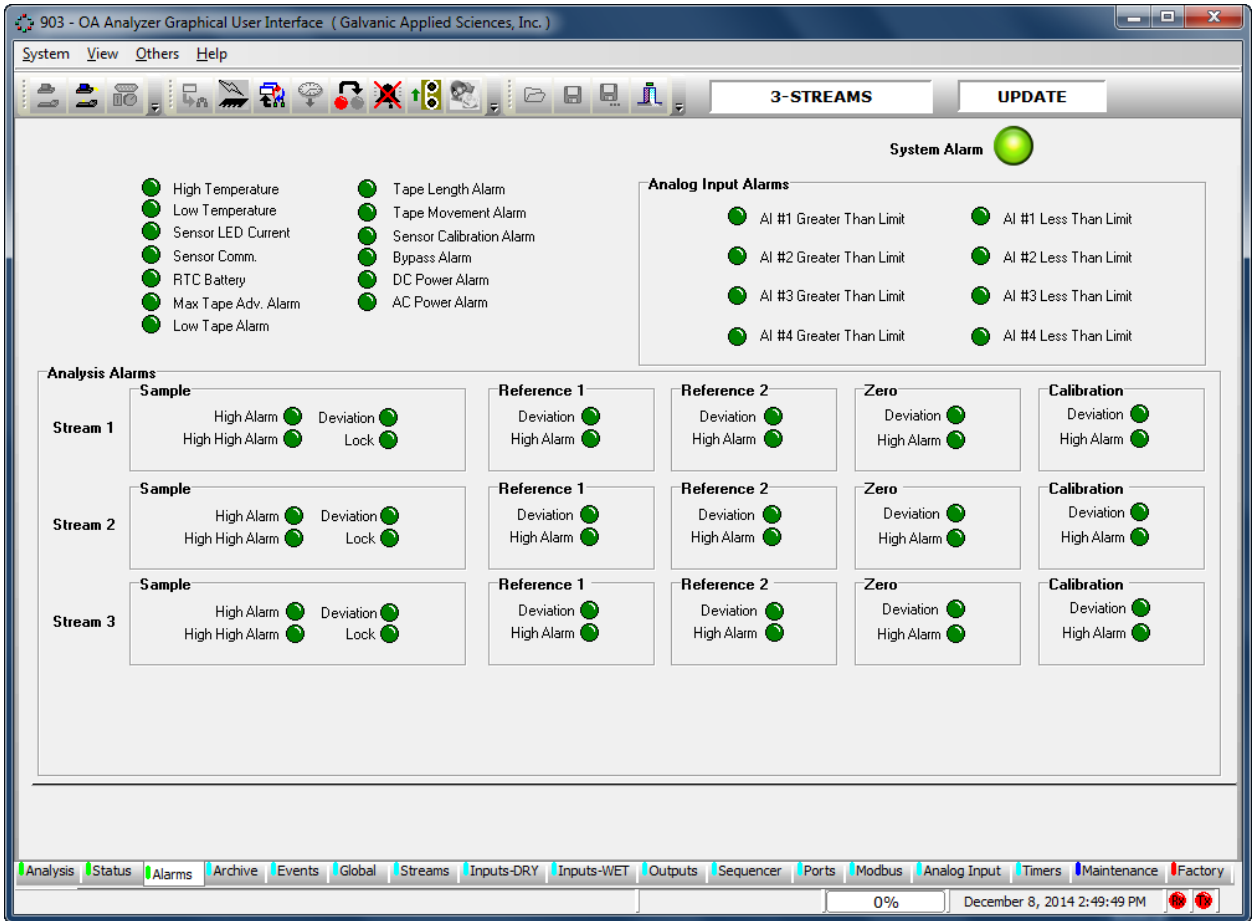 903 - OA Analyzer Graphical User Interface ( Galvanic Applied Sciences, Inc. )
System View Others Help
3-STREAMS UPDATE
System Alarm
High Temperature
Low Temperature
Sensor LED Current
Sensor Comm.
RTC Battery
Max Tape Adv. Alarm
Low Tape Alarm
Tape Length Alarm
Tape Movement Alarm
Sensor Calibration Alarm
Bypass Alarm
DC Power Alarm
AC Power Alarm
Analog Input Alarms
AI #1 Greater Than Limit AI #1 Less Than Limit
AI #2 Greater Than Limit AI #2 Less Than Limit
AI #3 Greater Than Limit AI #3 Less Than Limit
AI #4 Greater Than Limit AI #4 Less Than Limit
Analysis Alarms
Sample Reference 1 Reference 2 Zero Calibration
Stream 1
High Alarm Deviation Deviation Deviation Deviation Deviation
High High Alarm Lock High Alarm High Alarm High Alarm High Alarm
Sample Reference 1 Reference 2 Zero Calibration
Stream 2
High Alarm Deviation Deviation Deviation Deviation Deviation
High High Alarm Lock High Alarm High Alarm High Alarm High Alarm
Sample Reference 1 Reference 2 Zero Calibration
Stream 3
High Alarm Deviation Deviation Deviation Deviation Deviation
High High Alarm Lock High Alarm High Alarm High Alarm High Alarm
Analysis Status Alarms Archive Events Global Streams Inputs-DRY Inputs-WET Outputs Sequencer Ports Modbus Analog Input Timers Maintenance Factory
0% December 8, 2014 2:49:49 PM Rx Tx